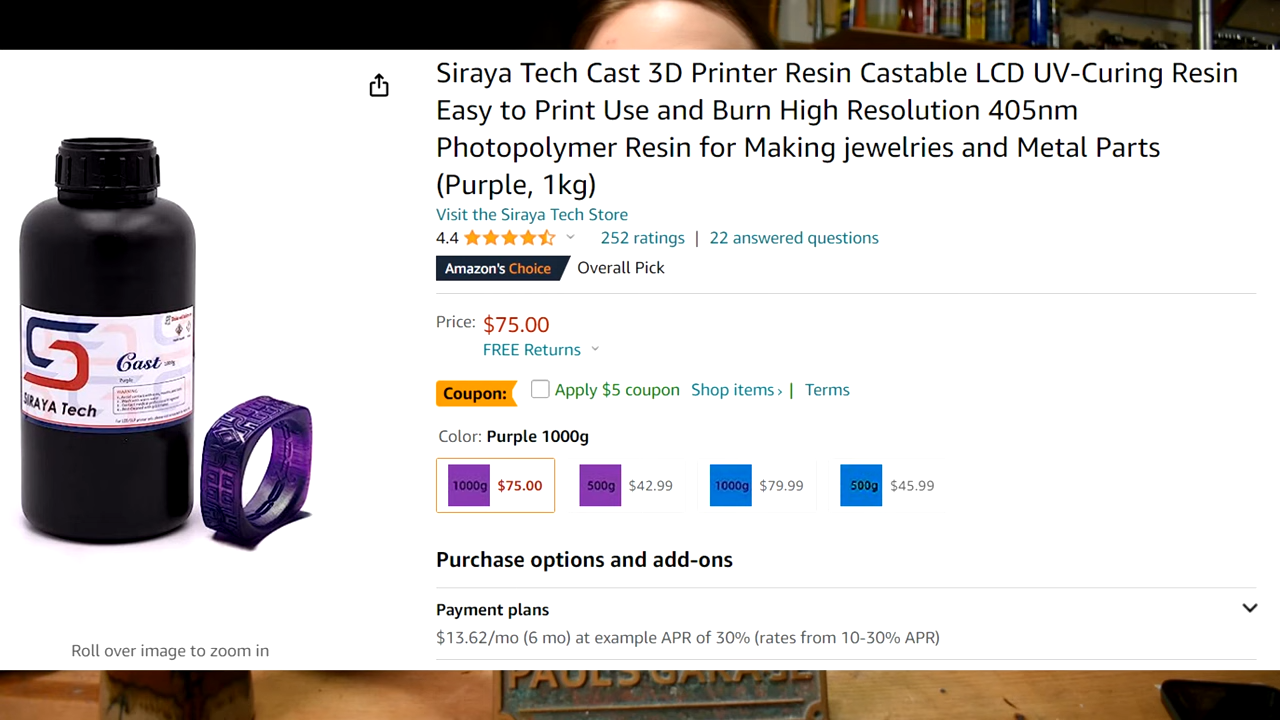 Siraya Tech Cast 3D Printer Resin Castable LCD UV-Curing Resin
Easy to Print Use and Burn High Resolution 405nm
Photopolymer Resin for Making jewelries and Metal Parts
(Purple, 1kg)
Visit the Siraya Tech Store
4.4 252 ratings | 22 answered questions
Amazon's Choice Overall Pick
Price: $75.00
FREE Returns
Coupon: Apply $5 coupon Shop items › | Terms
Color: Purple 1000g
1000g $75.00 500g $42.99 1000g $79.99 500g $45.99
Purchase options and add-ons
Payment plans
$13.62/mo (6 mo) at example APR of 30% (rates from 10-30% APR)
Cast
Purple
WARNING
SIRAYA Tech
Roll over image to zoom in
PAUL'S GARAGE